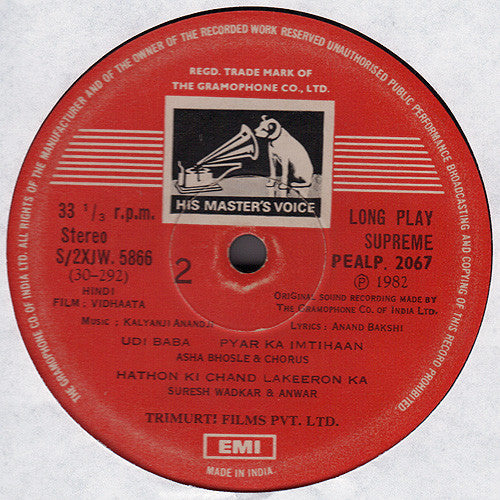 THE GRAMOPHONE CO. OF INDIA LTD. ALL RIGHTS OF THE MANUFACTURER AND OF THE OWNER OF THE RECORDED WORK RESERVED UNAUTHORISED PUBLIC PERFORMANCE BROADCASTING AND COPYING OF THIS RECORD PROHIBITED
REGD. TRADE MARK OF
THE GRAMOPHONE CO., LTD.
HIS MASTER'S VOICE
33 1/3 r.p.m.
Stereo
S/2XJW. 5866
(30-292)
HINDI
FILM : VIDHAATA
2
LONG PLAY
SUPREME
PEALP. 2067
℗ 1982
ORIGINAL SOUND RECORDING MADE BY
THE GRAMOPHONE CO. OF INDIA LTD.
MUSIC : KALYANJI ANANDJI LYRICS : ANAND BAKSHI
UDI BABA PYAR KA IMTIHAAN
ASHA BHOSLE & CHORUS
HATHON KI CHAND LAKEERON KA
SURESH WADKAR & ANWAR
TRIMURTI FILMS PVT. LTD.
EMI
MADE IN INDIA